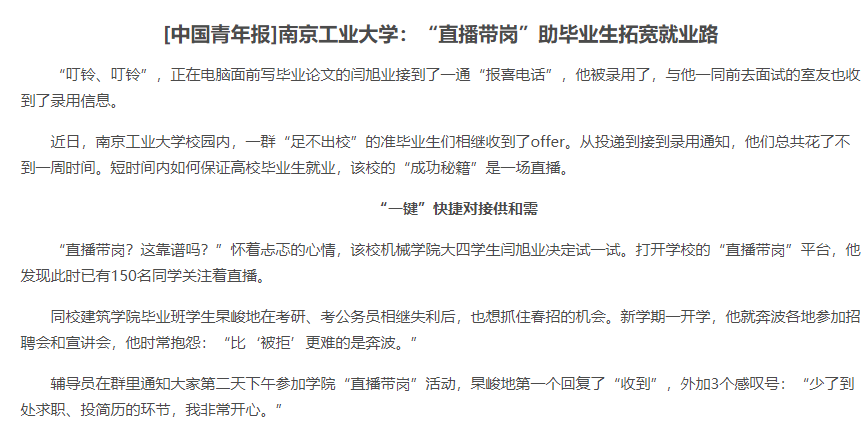 [中国青年报]南京工业大学：“直播带岗”助毕业生拓宽就业路
“叮铃、叮铃”，正在电脑面前写毕业论文的闫旭业接到了一通“报喜电话”，他被录用了，与他一同前去面试的室友也收
到了录用信息。
近日，南京工业大学校园内，一群“足不出校”的准毕业生们相继收到了offer。从投递到接到录用通知，他们总共花了不
到一周时间。短时间内如何保证高校毕业生就业，该校的“成功秘籍”是一场直播。
“一键”快捷对接供和需
“直播带岗？这靠谱吗？”怀着忐忑的心情，该校机械学院大四学生闫旭业决定试一试。打开学校的“直播带岗”平台，他
发现此时已有150名同学关注着直播。
同校建筑学院毕业班学生杲峻地在考研、考公务员相继失利后，也想抓住春招的机会。新学期一开学，他就奔波各地参加招
聘会和宣讲会，他时常抱怨：“比‘被拒’更难的是奔波。”
辅导员在群里通知大家第二天下午参加学院“直播带岗”活动，杲峻地第一个回复了“收到”，外加3个感叹号：“少了到
处求职、投简历的环节，我非常开心。”